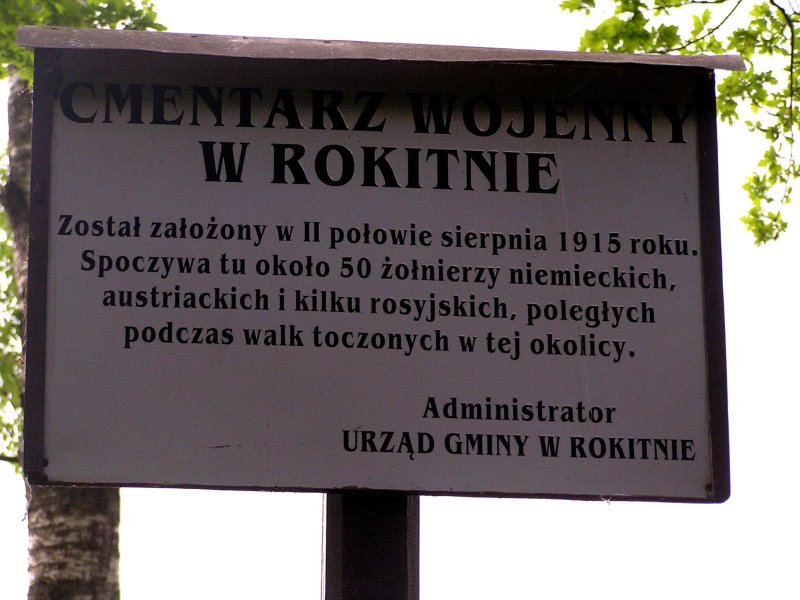 CMENTARZ WOJENNY
W ROKITNIE
Został założony w II połowie sierpnia 1915 roku.
Spoczywa tu około 50 żołnierzy niemieckich,
austriackich i kilku rosyjskich, poległych
podczas walk toczonych w tej okolicy.
Administrator
URZĄD GMINY W ROKITNIE